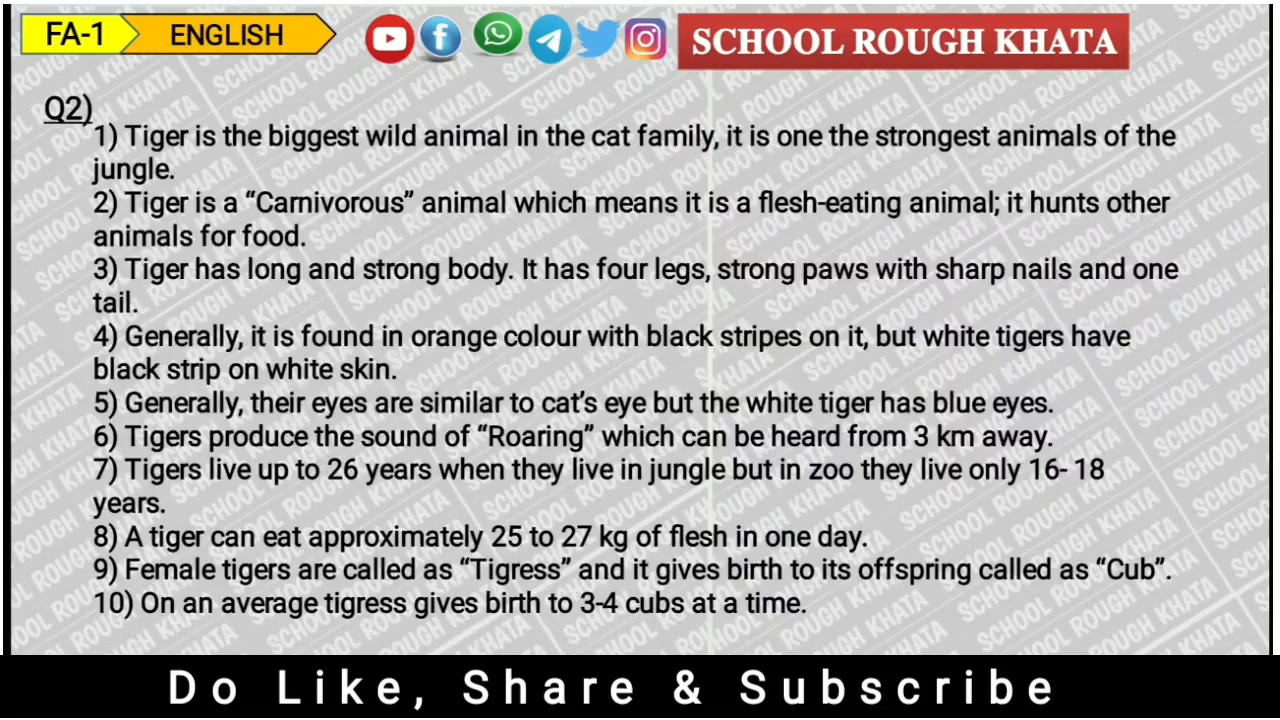 FA-1 ENGLISH SCHOOL ROUGH KHATA
Q2)
1) Tiger is the biggest wild animal in the cat family, it is one the strongest animals of the
jungle.
2) Tiger is a “Carnivorous” animal which means it is a flesh-eating animal; it hunts other
animals for food.
3) Tiger has long and strong body. It has four legs, strong paws with sharp nails and one
tail.
4) Generally, it is found in orange colour with black stripes on it, but white tigers have
black strip on white skin.
5) Generally, their eyes are similar to cat’s eye but the white tiger has blue eyes.
6) Tigers produce the sound of “Roaring” which can be heard from 3 km away.
7) Tigers live up to 26 years when they live in jungle but in zoo they live only 16- 18
years.
8) A tiger can eat approximately 25 to 27 kg of flesh in one day.
9) Female tigers are called as “Tigress” and it gives birth to its offspring called as “Cub”.
10) On an average tigress gives birth to 3-4 cubs at a time.
Do Like, Share & Subscribe